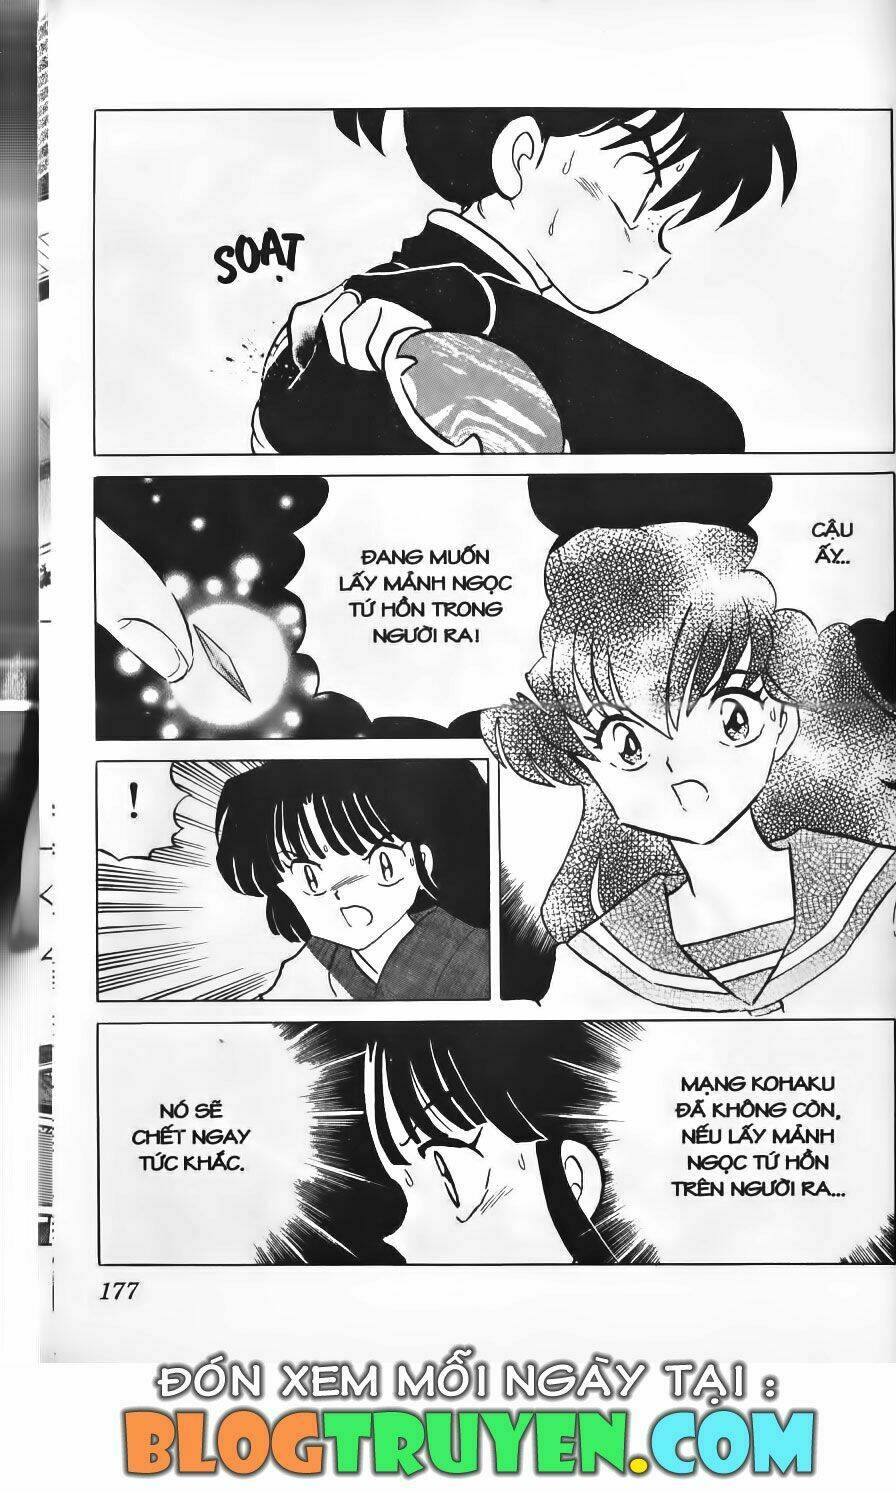 SOẠT
CẬU
ẤY...
ĐANG MUỐN
LẤY MẢNH NGỌC
TỨ HỒN TRONG
NGƯỜI RA!
!
MẠNG KOHAKU
ĐÃ KHÔNG CÒN,
NẾU LẤY MẢNH
NGỌC TỨ HỒN
TRÊN NGƯỜI RA...
NÓ SẼ
CHẾT NGAY
TỨC KHẮC.
177
ĐÓN XEM MỖI NGÀY TẠI :
BLOGTRUYEN.COM